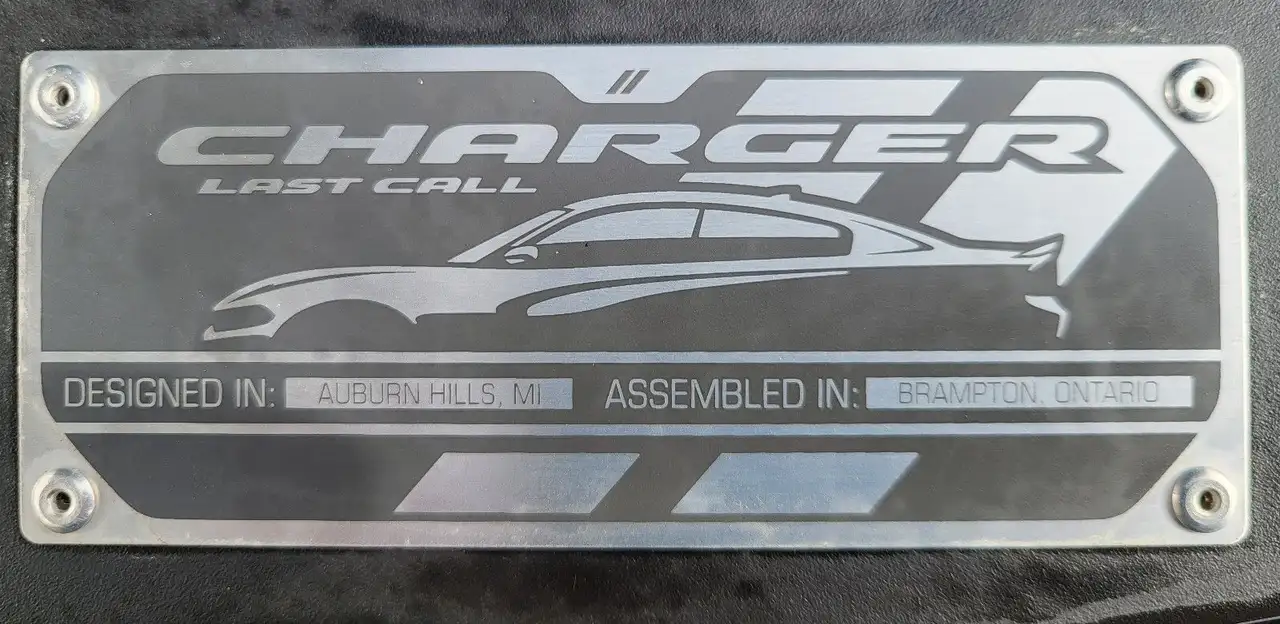 CHARGER
LAST CALL
DESIGNED IN: AUBURN HILLS, MI ASSEMBLED IN: BRAMPTON, ONTARIO